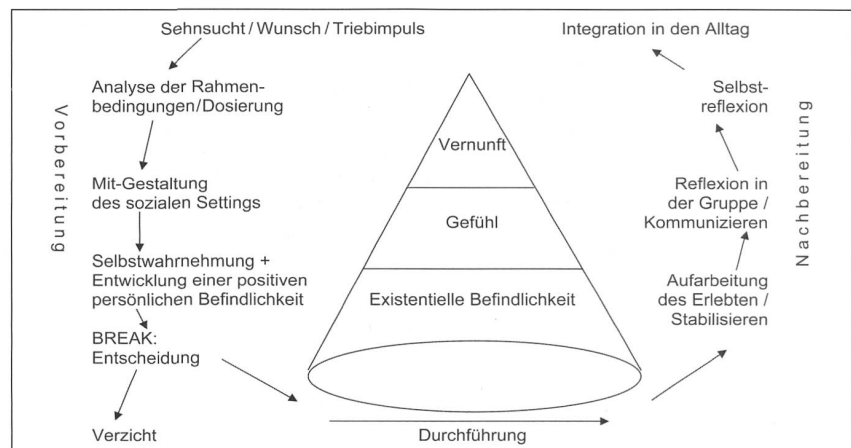 Sehnsucht / Wunsch / Triebimpuls
Analyse der Rahmen-
bedingungen/Dosierung
Mit-Gestaltung
des sozialen Settings
Selbstwahrnehmung +
Entwicklung einer positiven
persönlichen Befindlichkeit
BREAK:
Entscheidung
Verzicht
Vorbereitung
Vernunft
Gefühl
Existentielle Befindlichkeit
Durchführung
Integration in den Alltag
Selbst-
reflexion
Reflexion in
der Gruppe /
Kommunizieren
Aufarbeitung
des Erlebten /
Stabilisieren
Nachbereitung